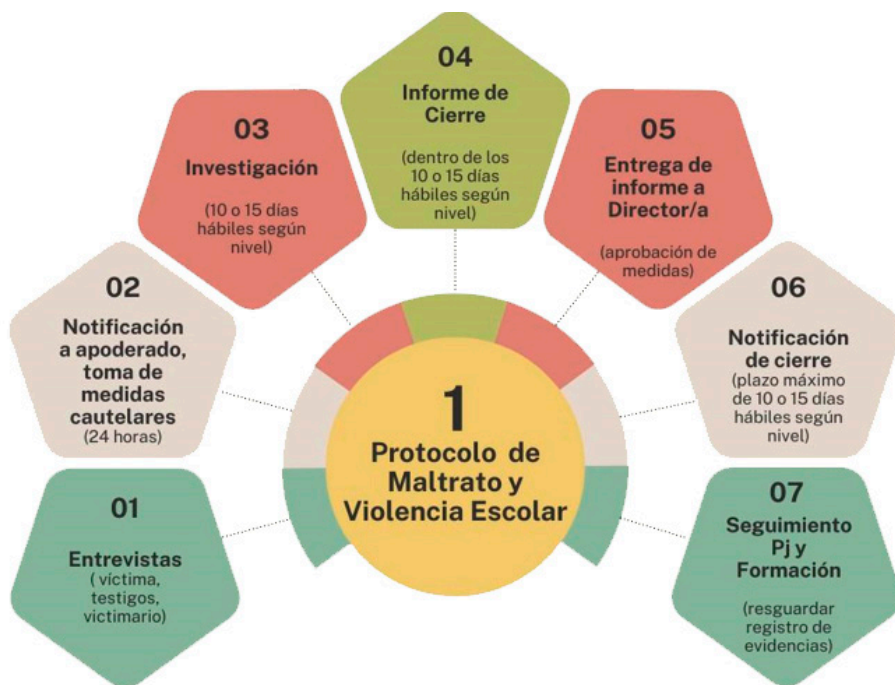 1
Protocolo de
Maltrato y
Violencia Escolar
01
Entrevistas
( víctima,
testigos,
victimario)
02
Notificación
a apoderado,
toma de
medidas
cautelares
(24 horas)
03
Investigación
(10 o 15 días
hábiles según
nivel)
04
Informe de
Cierre
(dentro de los
10 o 15 días
hábiles según
nivel)
05
Entrega de
informe a
Director/a
(aprobación de
medidas)
06
Notificación
de cierre
(plazo máximo
de 10 o 15 días
hábiles según
nivel)
07
Seguimiento
Pj y
Formación
(resguardar
registro de
evidencias)